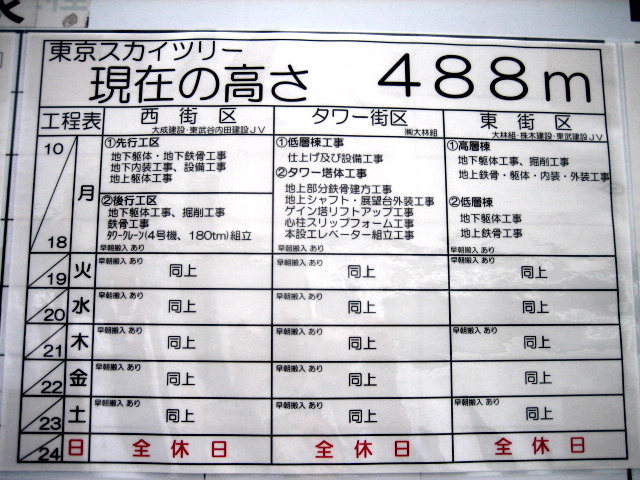 東京スカイツリー
現在の高さ 488m
工程表 西街区 タワー街区 東街区
大成建設・東武谷内田建設JV ㈱大林組 大林組・株木建設・東武建設JV
10
月
18
①先行工区
地下躯体・地下鉄骨工事
地下内装工事、設備工事
地上躯体工事
②後行工区
地下躯体工事、掘削工事
鉄骨工事
タワークレーン(4号機、180tm)組立
早朝搬入 あり
①低層棟工事
仕上げ及び設備工事
②タワー塔体工事
地上部分鉄骨建方工事
地上シャフト・展望台外装工事
ゲイン塔リフトアップ工事
心柱スリップフォーム工事
本設エレベーター組立工事
早朝搬入 あり
①高層棟
地下躯体工事、掘削工事
地上鉄骨・躯体・内装・外装工事
②低層棟
地下躯体工事
地上鉄骨工事
早朝搬入 あり
早朝搬入 あり 早朝搬入 あり 早朝搬入 あり
19 火 同上 同上 同上
早朝搬入 あり 早朝搬入 あり 早朝搬入 あり
20 水 同上 同上 同上
早朝搬入 あり 早朝搬入 あり 早朝搬入 あり
21 木 同上 同上 同上
早朝搬入 あり 早朝搬入 あり 早朝搬入 あり
22 金 同上 同上 同上
早朝搬入 あり 早朝搬入 あり 早朝搬入 あり
23 土 同上 同上 同上
24 日 全休日 全休日 全休日